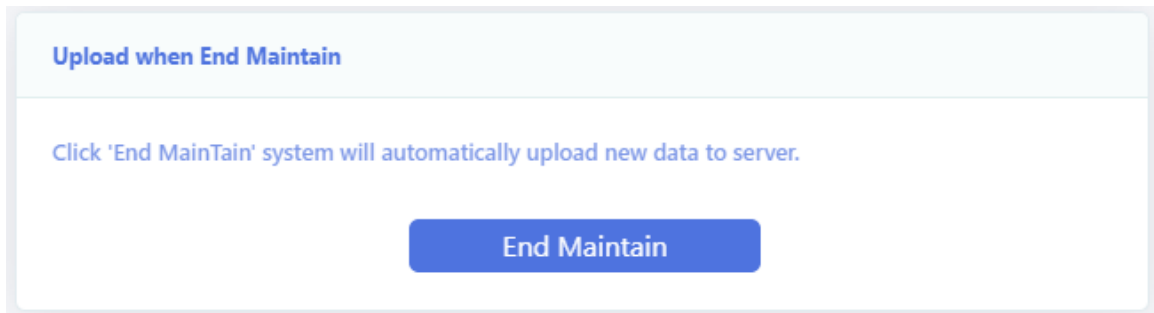 Upload when End Maintain
Click 'End MainTain' system will automatically upload new data to server.
End Maintain